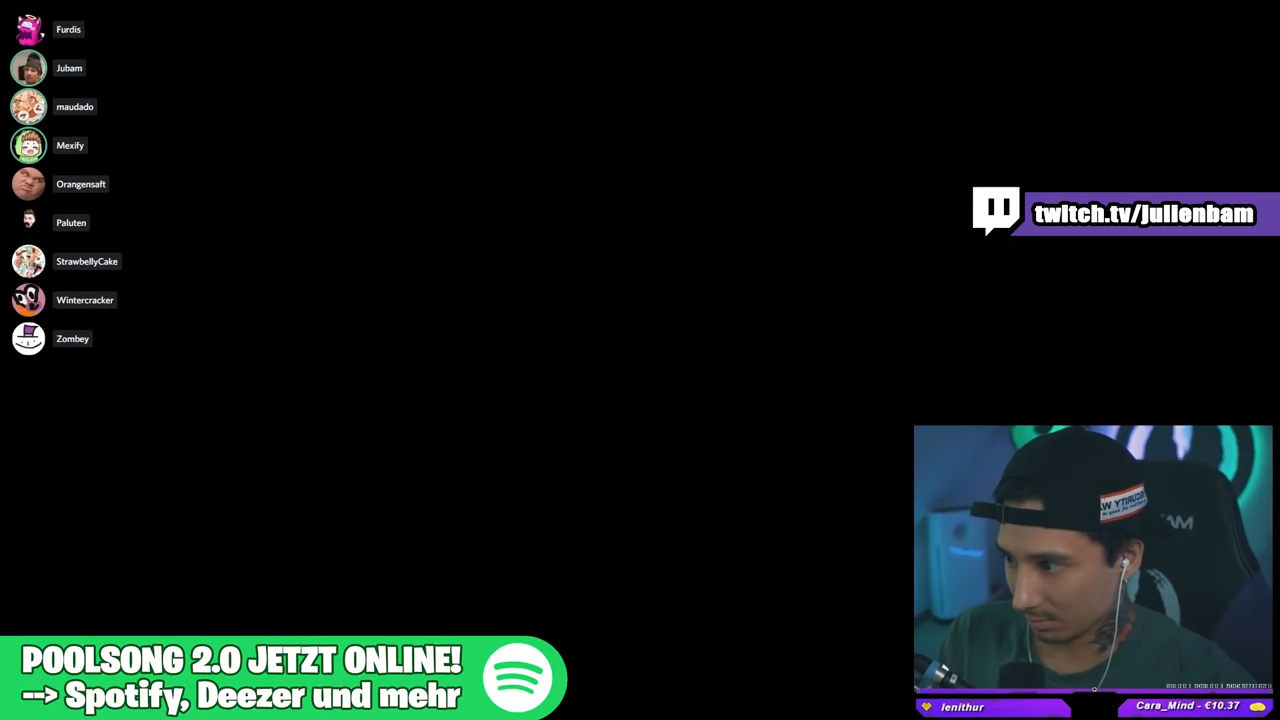 Furdis
Jubam
maudado
Mexify
Orangensaft
Paluten
StrawbellyCake
Wintercracker
Zombey
twitch.tv/julienbam
POOLSONG 2.0 JETZT ONLINE!
--> Spotify, Deezer und mehr
lenithur
Cara_Mind - €10.37